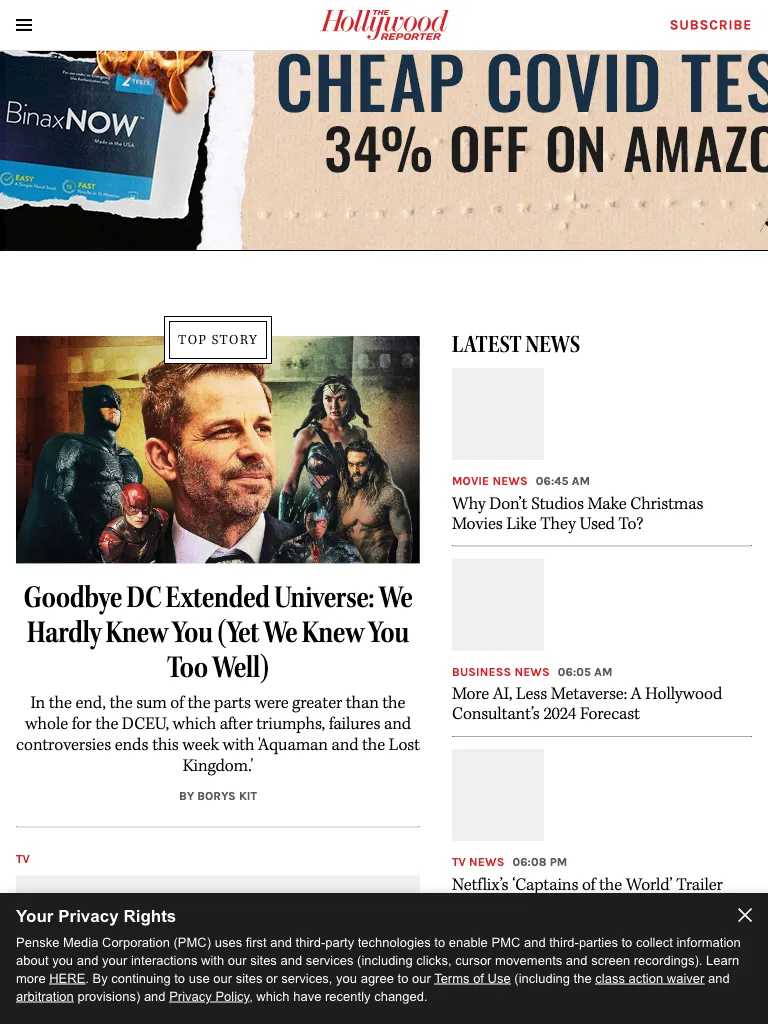 THE
Hollywood
REPORTER
SUBSCRIBE
TESTS
BinaxNOW™
Made in the USA
EASY
FAST
CHEAP COVID TES
34% OFF ON AMAZO
TOP STORY
Goodbye DC Extended Universe: We
Hardly Knew You (Yet We Knew You
Too Well)
In the end, the sum of the parts were greater than the
whole for the DCEU, which after triumphs, failures and
controversies ends this week with 'Aquaman and the Lost
Kingdom.'
BY BORYS KIT
TV
LATEST NEWS
MOVIE NEWS 06:45 AM
Why Don’t Studios Make Christmas
Movies Like They Used To?
BUSINESS NEWS 06:05 AM
More AI, Less Metaverse: A Hollywood
Consultant’s 2024 Forecast
TV NEWS 06:08 PM
Netflix’s ‘Captains of the World’ Trailer
Your Privacy Rights
Penske Media Corporation (PMC) uses first and third-party technologies to enable PMC and third-parties to collect information
about you and your interactions with our sites and services (including clicks, cursor movements and screen recordings). Learn
more HERE. By continuing to use our sites or services, you agree to our Terms of Use (including the class action waiver and
arbitration provisions) and Privacy Policy, which have recently changed.